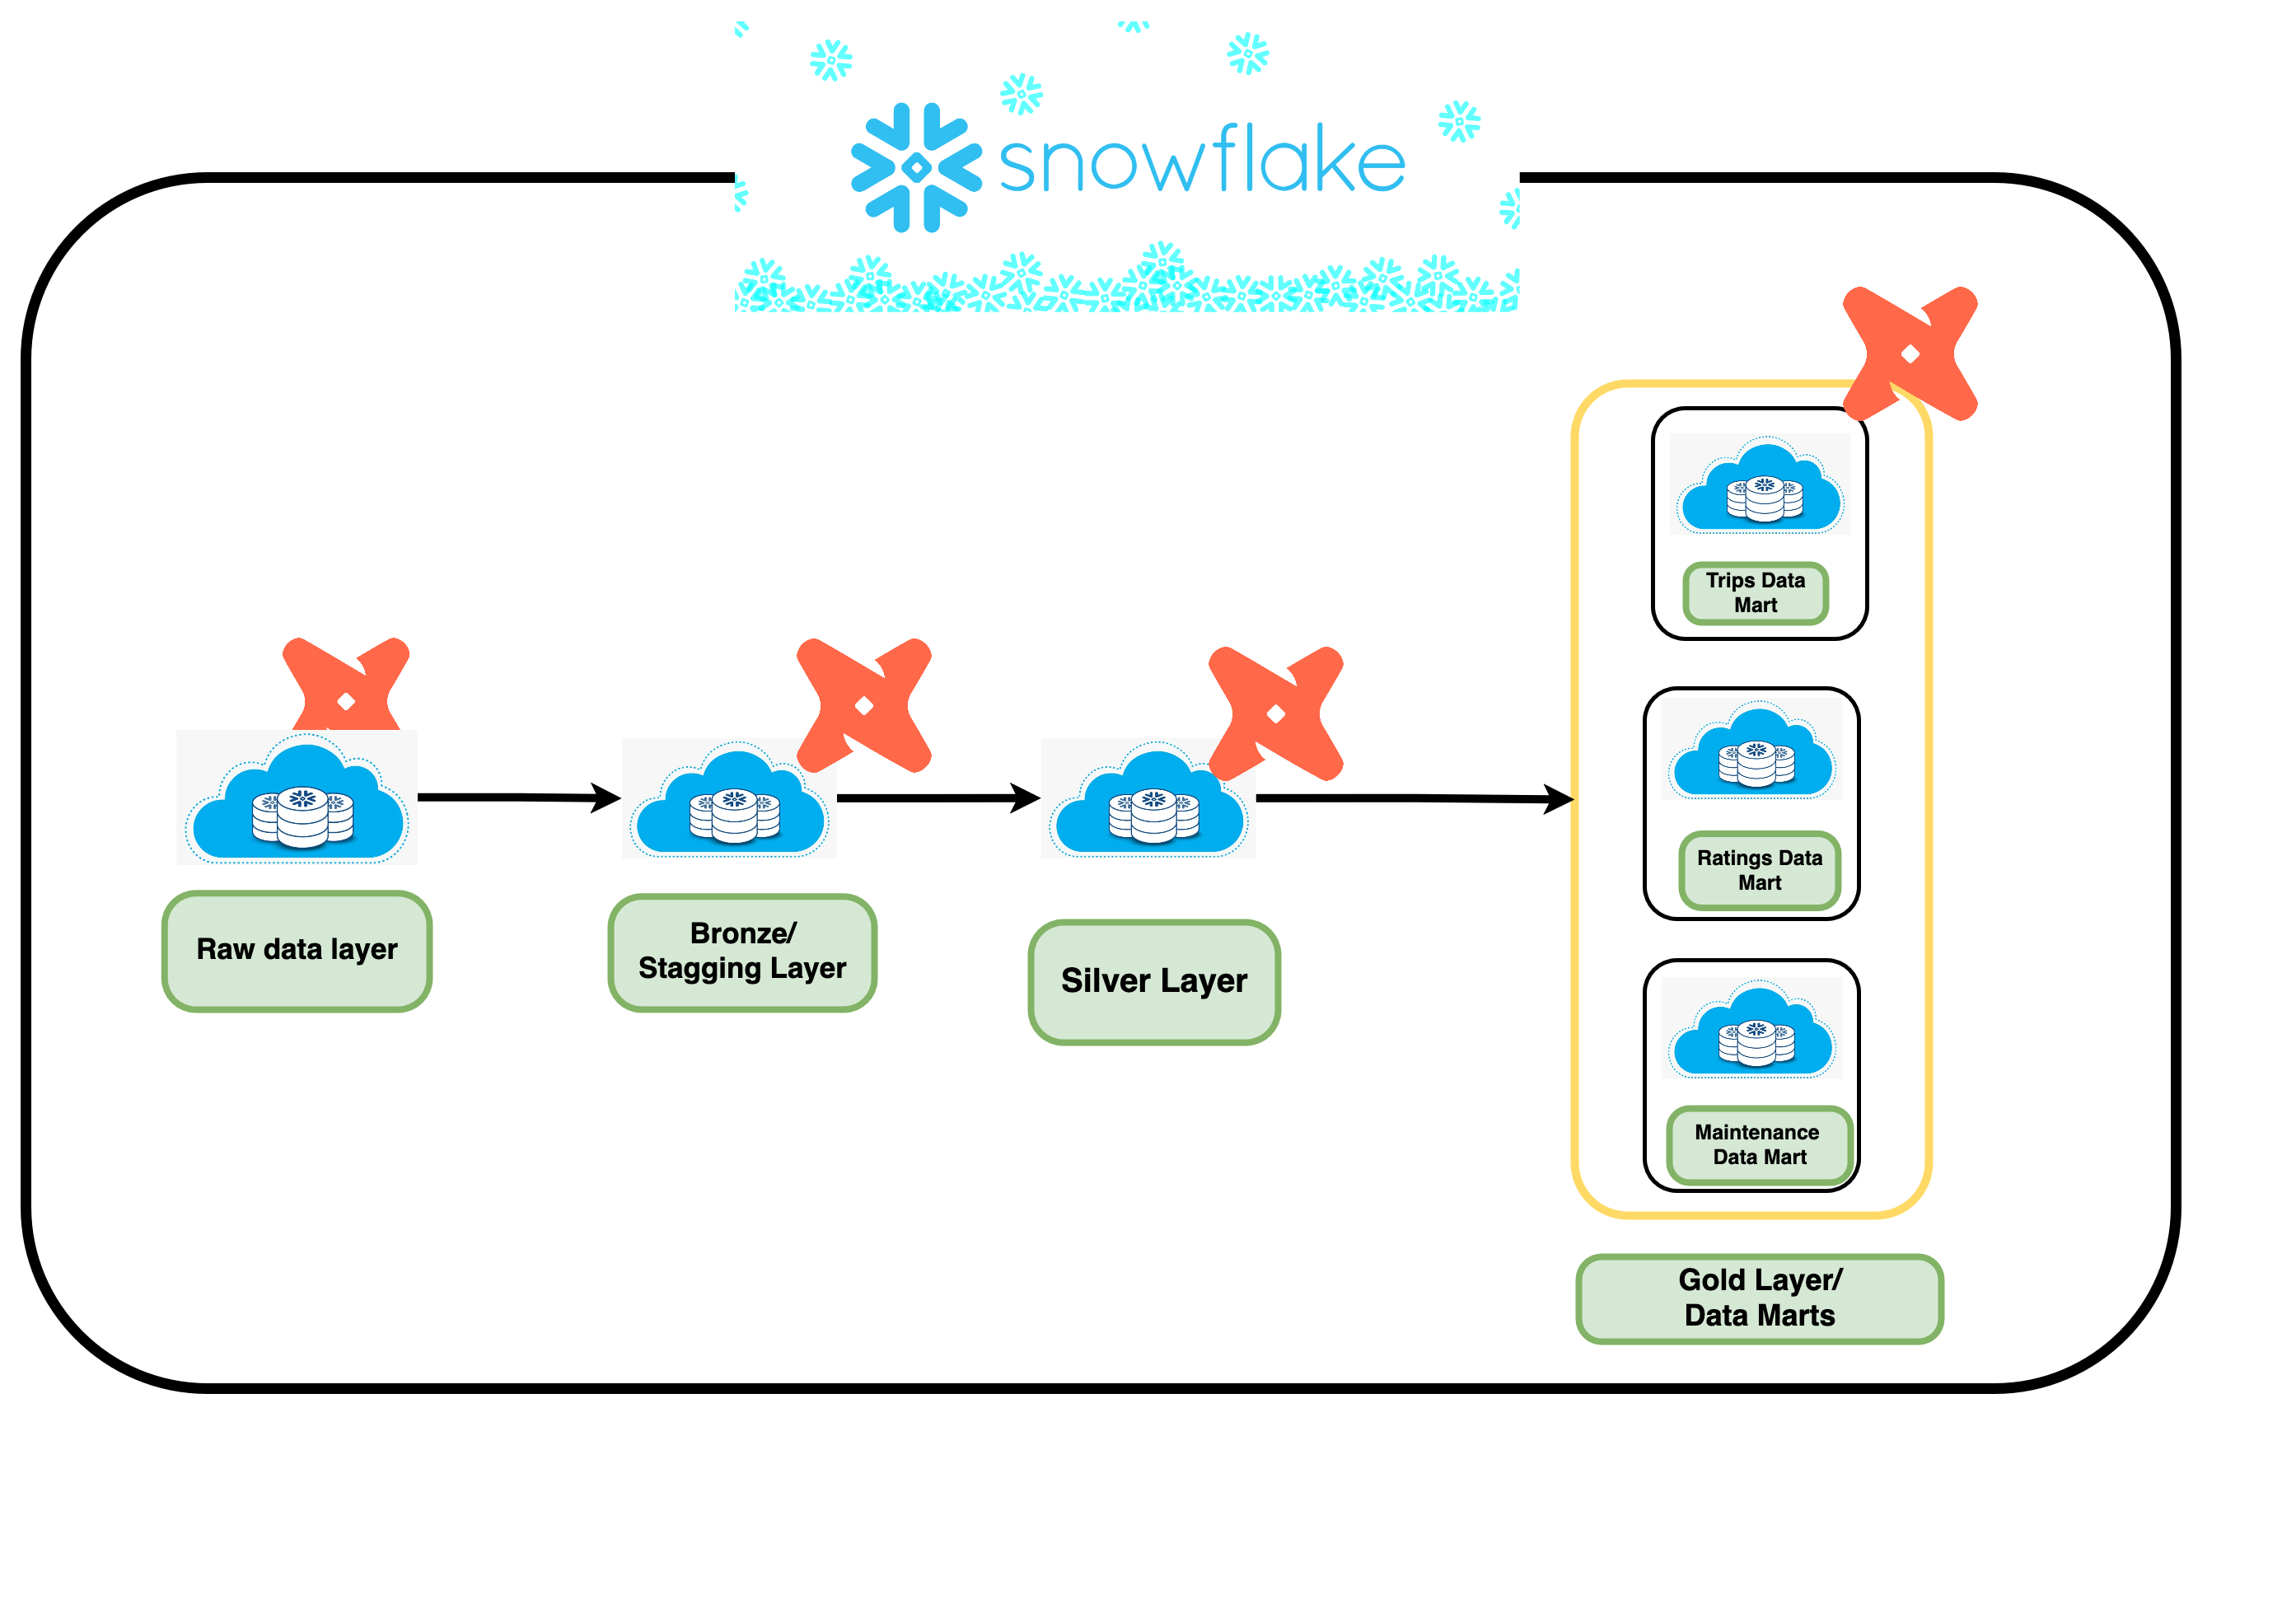 snowflake
Trips Data
Mart
Ratings Data
Mart
Maintenance
Data Mart
Raw data layer
Bronze/
Stagging Layer
Silver Layer
Gold Layer/
Data Marts